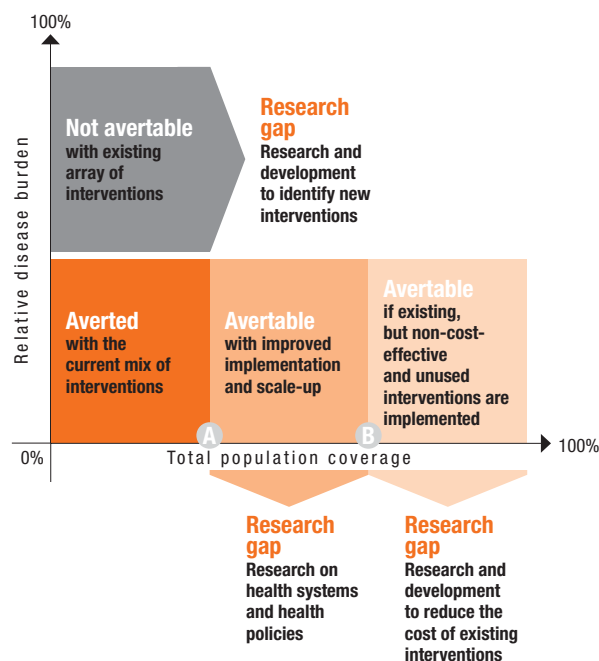 100%
Relative disease burden
Not avertable
with existing
array of
interventions
Research
gap
Research and
development
to identify new
interventions
Averted
with the
current mix of
interventions
Avertable
with improved
implementation
and scale-up
Avertable
if existing,
but non-cost-
effective
and unused
interventions are
implemented
A
B
0%
Total population coverage
100%
Research
gap
Research on
health systems
and health
policies
Research
gap
Research and
development
to reduce the
cost of existing
interventions